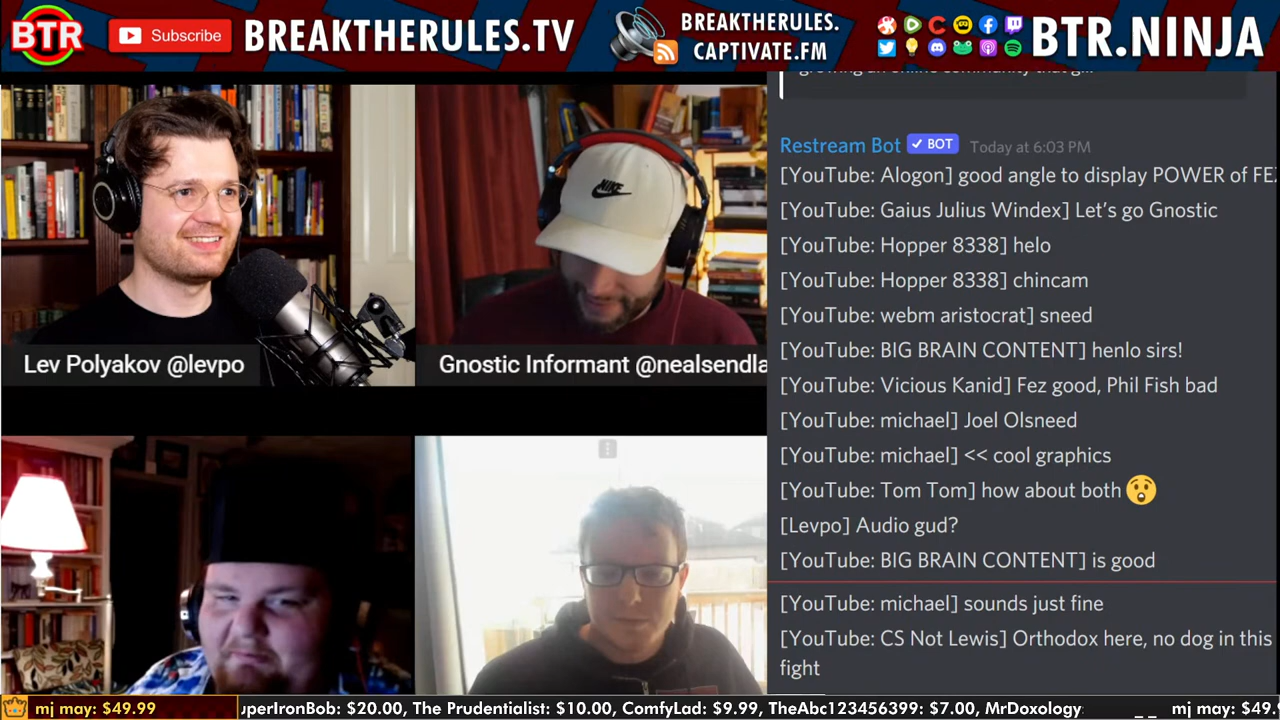 BTR
Subscribe
BREAKTHERULES.TV
BREAKTHERULES.
CAPTIVATE.FM
BTR.NINJA
Restream Bot BOT Today at 6:03 PM
[YouTube: Alogon] good angle to display POWER of FEZ
[YouTube: Gaius Julius Windex] Let's go Gnostic
[YouTube: Hopper 8338] helo
[YouTube: Hopper 8338] chincam
[YouTube: webm aristocrat] sneed
[YouTube: BIG BRAIN CONTENT] henlo sirs!
[YouTube: Vicious Kanid] Fez good, Phil Fish bad
[YouTube: michael] Joel Olsneed
[YouTube: michael] << cool graphics
[YouTube: Tom Tom] how about both 😲
[Levpo] Audio gud?
[YouTube: BIG BRAIN CONTENT] is good
[YouTube: michael] sounds just fine
[YouTube: CS Not Lewis] Orthodox here, no dog in this
fight
Lev Polyakov @levpo
Gnostic Informant @nealsendla
mj may: $49.99
uperIronBob: $20.00, The Prudentialist: $10.00, ComfyLad: $9.99, TheAbc123456399: $7.00, MrDoxology
mj may: $49.9